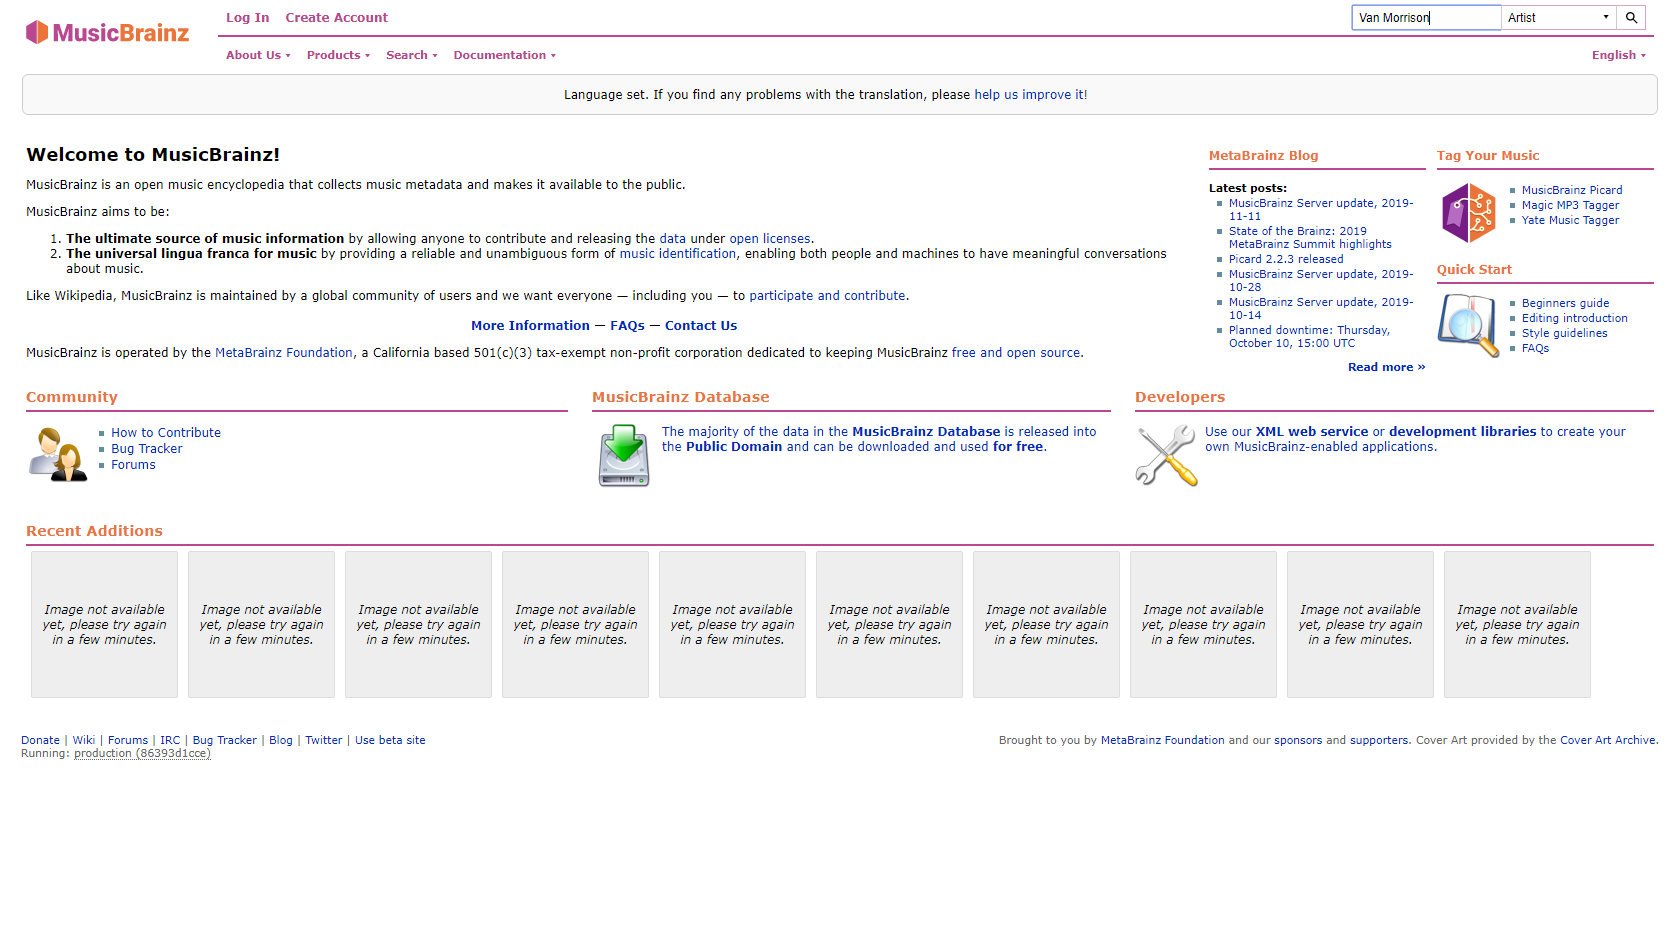 MusicBrainz
Log In Create Account
Van Morrison Artist
About Us Products Search Documentation English
Language set. If you find any problems with the translation, please help us improve it!
Welcome to MusicBrainz!
MusicBrainz is an open music encyclopedia that collects music metadata and makes it available to the public.
MusicBrainz aims to be:
1. The ultimate source of music information by allowing anyone to contribute and releasing the data under open licenses.
2. The universal lingua franca for music by providing a reliable and unambiguous form of music identification, enabling both people and machines to have meaningful conversations
about music.
Like Wikipedia, MusicBrainz is maintained by a global community of users and we want everyone — including you — to participate and contribute.
More Information — FAQs — Contact Us
MusicBrainz is operated by the MetaBrainz Foundation, a California based 501(c)(3) tax-exempt non-profit corporation dedicated to keeping MusicBrainz free and open source.
MetaBrainz Blog
Latest posts:
MusicBrainz Server update, 2019-
11-11
State of the Brainz: 2019
MetaBrainz Summit highlights
Picard 2.2.3 released
MusicBrainz Server update, 2019-
10-28
MusicBrainz Server update, 2019-
10-14
Planned downtime: Thursday,
October 10, 15:00 UTC
Read more »
Tag Your Music
MusicBrainz Picard
Magic MP3 Tagger
Yate Music Tagger
Quick Start
Beginners guide
Editing introduction
Style guidelines
FAQs
Community
How to Contribute
Bug Tracker
Forums
MusicBrainz Database
The majority of the data in the MusicBrainz Database is released into
the Public Domain and can be downloaded and used for free.
Developers
Use our XML web service or development libraries to create your
own MusicBrainz-enabled applications.
Recent Additions
Image not available
yet, please try again
in a few minutes.
Image not available
yet, please try again
in a few minutes.
Image not available
yet, please try again
in a few minutes.
Image not available
yet, please try again
in a few minutes.
Image not available
yet, please try again
in a few minutes.
Image not available
yet, please try again
in a few minutes.
Image not available
yet, please try again
in a few minutes.
Image not available
yet, please try again
in a few minutes.
Image not available
yet, please try again
in a few minutes.
Image not available
yet, please try again
in a few minutes.
Donate | Wiki | Forums | IRC | Bug Tracker | Blog | Twitter | Use beta site
Running: production (86393d1cce)
Brought to you by MetaBrainz Foundation and our sponsors and supporters. Cover Art provided by the Cover Art Archive.